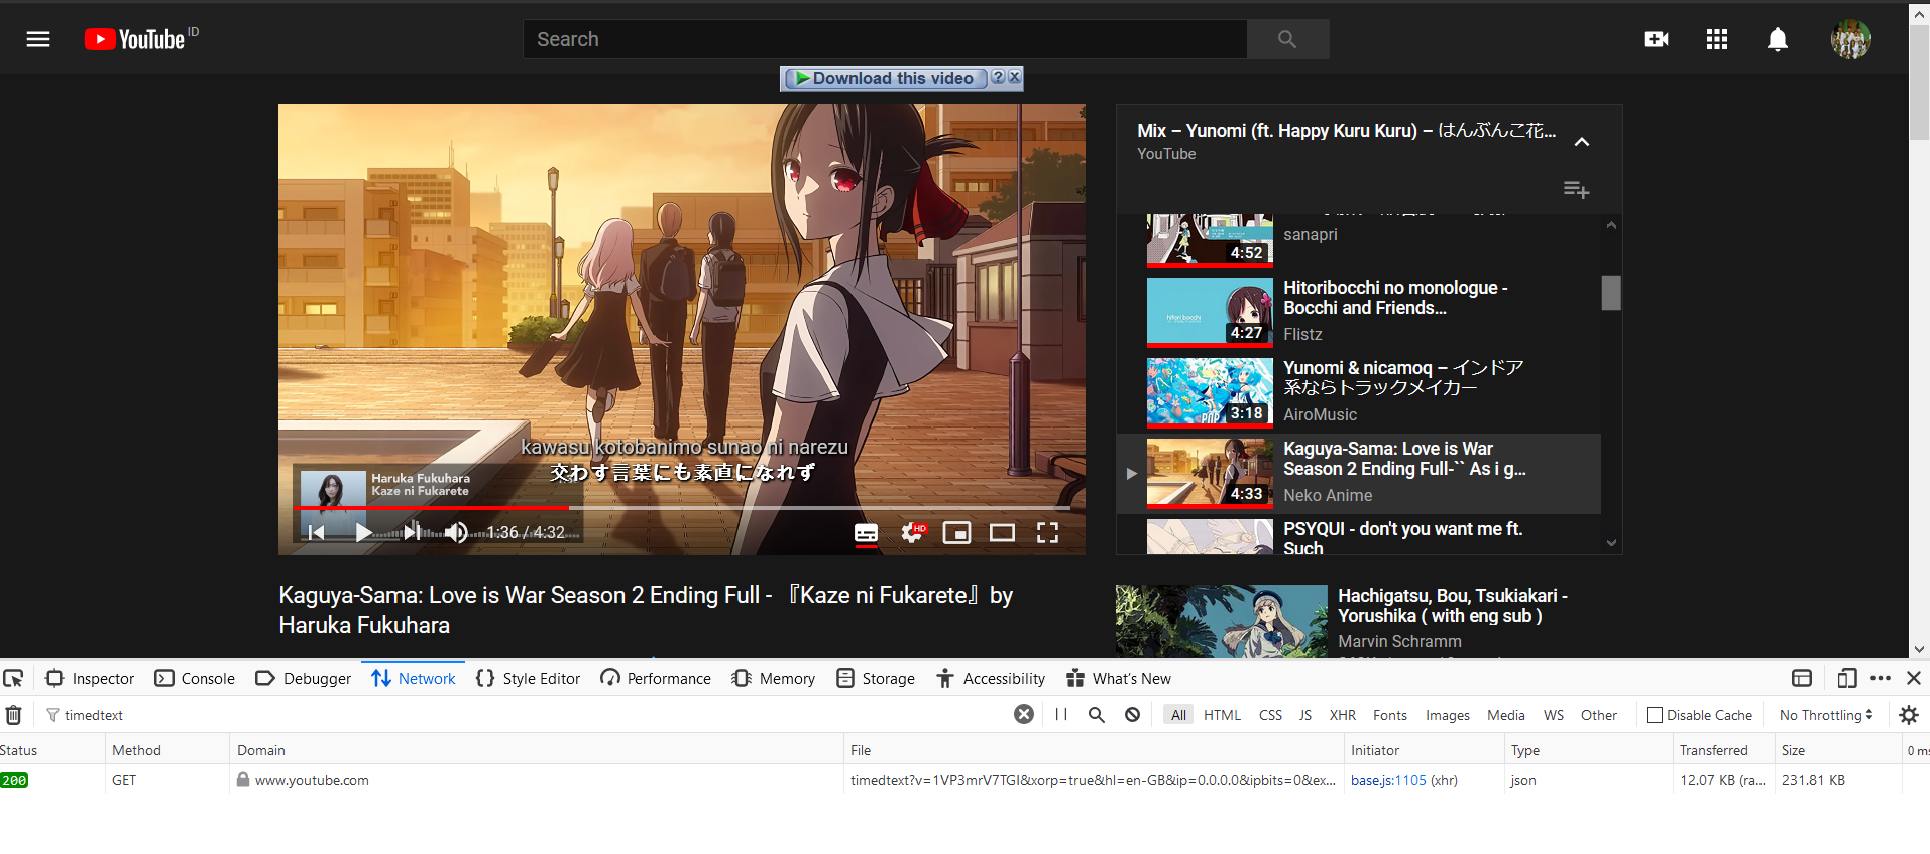 YouTube ID
Search
Download this video ? x
Mix – Yunomi (ft. Happy Kuru Kuru) – はんぶんこ花...
YouTube
sanapri
4:52
Hitoribocchi no monologue -
Bocchi and Friends...
Flistz
hitori bocchi
4:27
Yunomi & nicamoq – インドア
系ならトラックメイカー
AiroMusic
POP
3:18
Kaguya-Sama: Love is War
Season 2 Ending Full-`` As i g...
Neko Anime
4:33
PSYQUI - don't you want me ft.
Such
kawasu kotobanimo sunao ni narezu
交わす言葉にも素直になれず
Haruka Fukuhara
Kaze ni Fukarete
1:36 / 4:32
HD
Kaguya-Sama: Love is War Season 2 Ending Full - 『Kaze ni Fukarete』by
Haruka Fukuhara
Hachigatsu, Bou, Tsukiakari -
Yorushika ( with eng sub )
Marvin Schramm
Inspector Console Debugger Network Style Editor Performance Memory Storage Accessibility What's New
timedtext All HTML CSS JS XHR Fonts Images Media WS Other Disable Cache No Throttling
Status Method Domain File Initiator Type Transferred Size 0 ms
200 GET www.youtube.com timedtext?v=1VP3mrV7TGI&xorp=true&hl=en-GB&ip=0.0.0.0&ipbits=0&ex... base.js:1105 (xhr) json 12.07 KB (ra... 231.81 KB